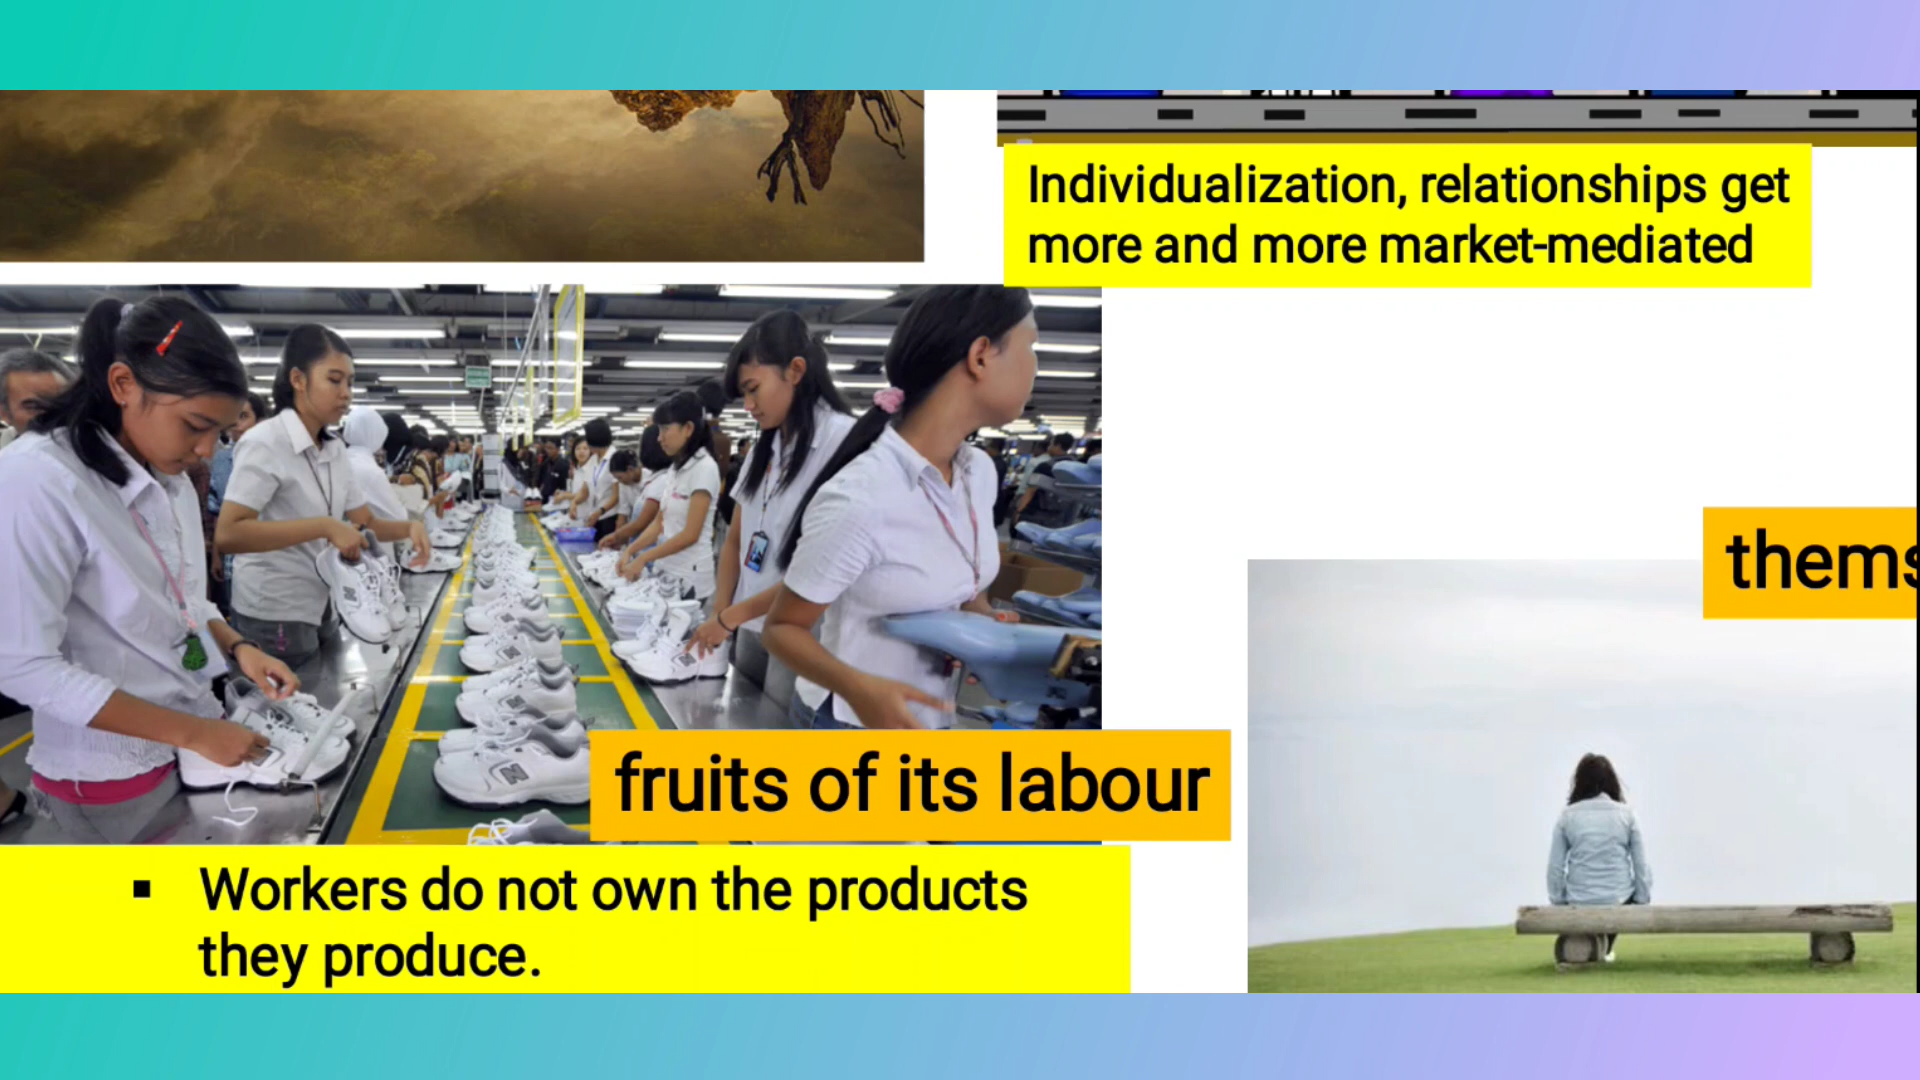 Individualization, relationships get
more and more market-mediated
thems
fruits of its labour
▪ Workers do not own the products
they produce.